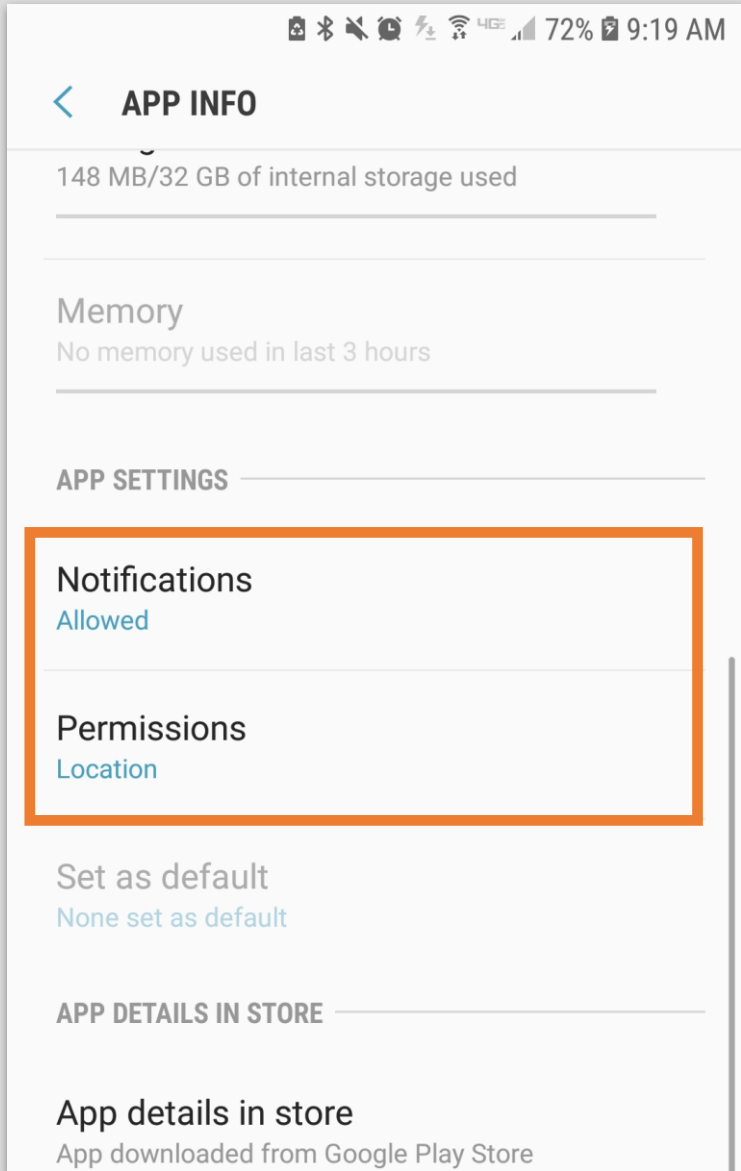 4GE 72% 9:19 AM
APP INFO
148 MB/32 GB of internal storage used
Memory
No memory used in last 3 hours
APP SETTINGS
Notifications
Allowed
Permissions
Location
Set as default
None set as default
APP DETAILS IN STORE
App details in store
App downloaded from Google Play Store